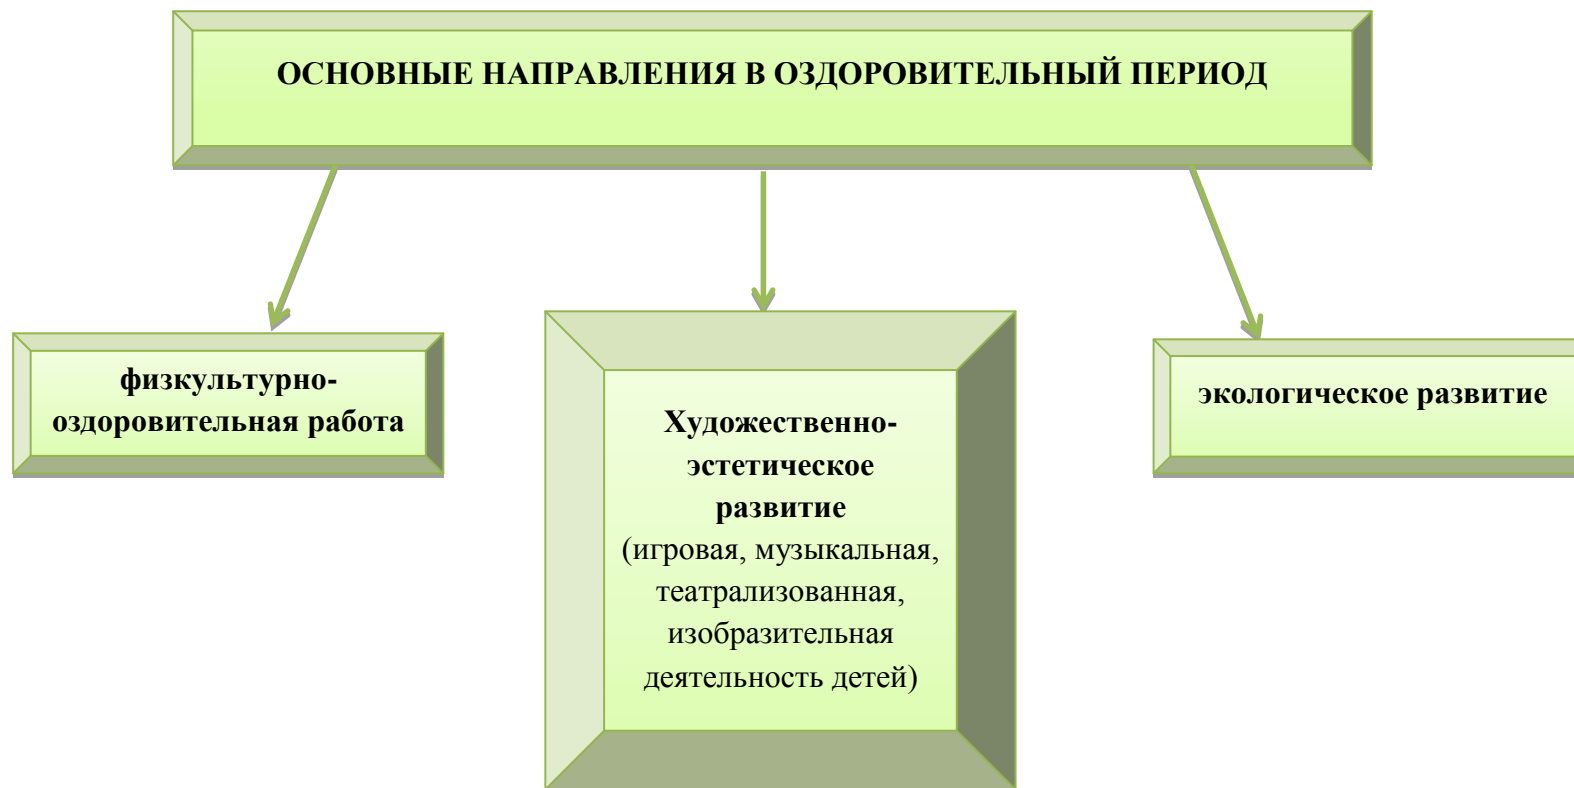 ОСНОВНЫЕ НАПРАВЛЕНИЯ В ОЗДОРОВИТЕЛЬНЫЙ ПЕРИОД
физкультурно-
оздоровительная работа
Художественно-
эстетическое
развитие
(игровая, музыкальная,
театрализованная,
изобразительная
деятельность детей)
экологическое развитие